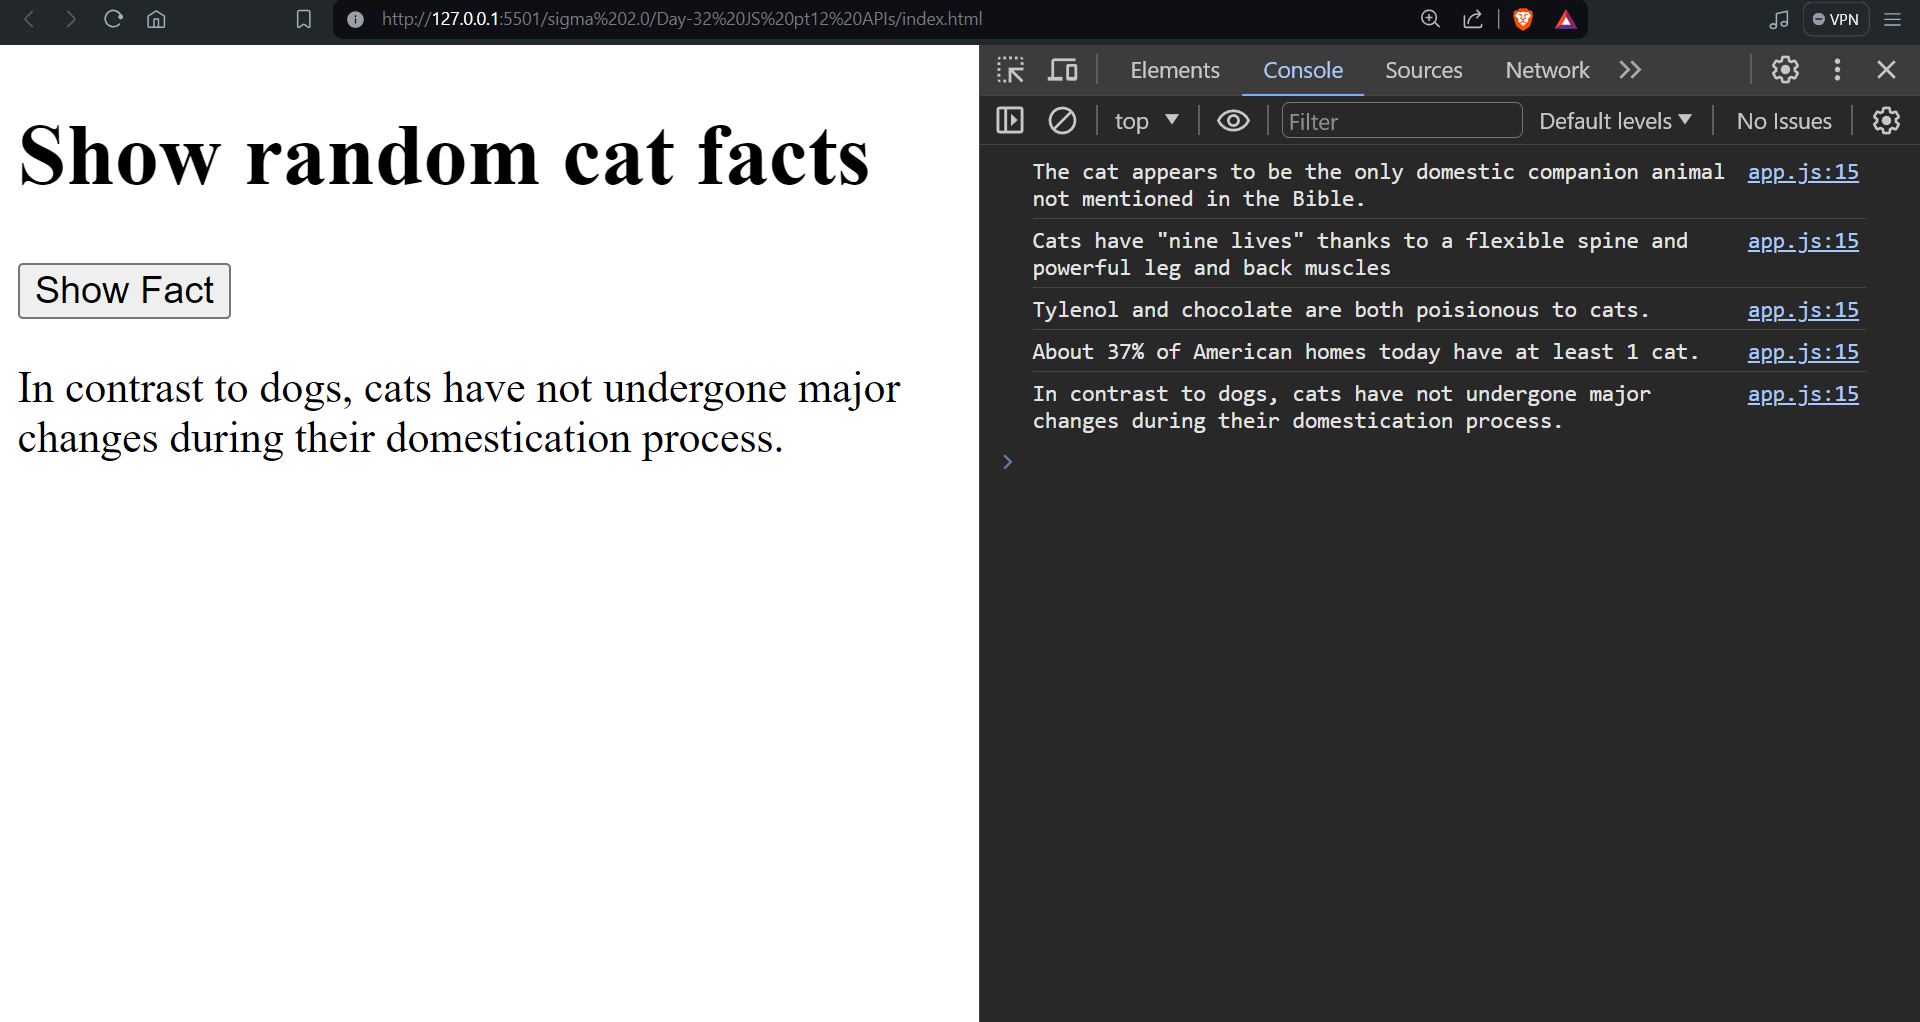 http://127.0.0.1:5501/sigma%202.0/Day-32%20JS%20pt12%20APIs/index.html
VPN
Show random cat facts
Show Fact
In contrast to dogs, cats have not undergone major
changes during their domestication process.
Elements Console Sources Network
top Filter Default levels No Issues
The cat appears to be the only domestic companion animal app.js:15
not mentioned in the Bible.
Cats have "nine lives" thanks to a flexible spine and app.js:15
powerful leg and back muscles
Tylenol and chocolate are both poisionous to cats. app.js:15
About 37% of American homes today have at least 1 cat. app.js:15
In contrast to dogs, cats have not undergone major app.js:15
changes during their domestication process.